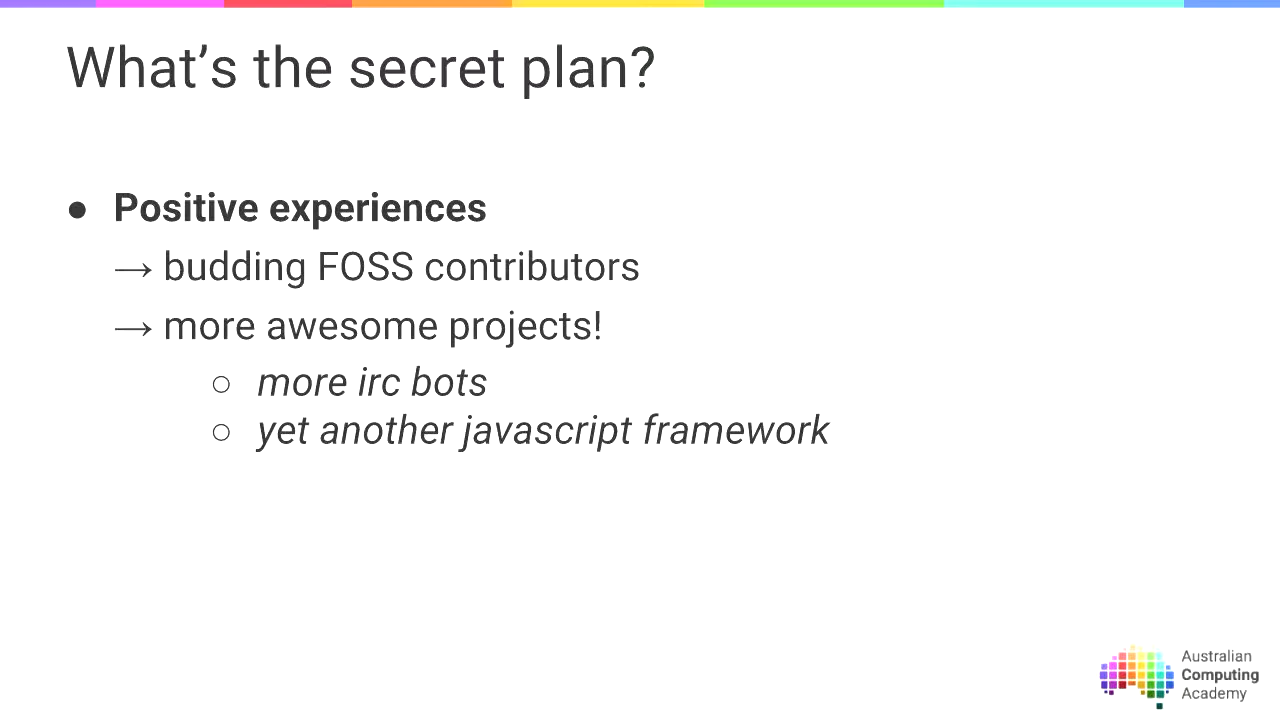 What’s the secret plan?
● Positive experiences
→ budding FOSS contributors
→ more awesome projects!
○ more irc bots
○ yet another javascript framework
Australian
Computing
Academy